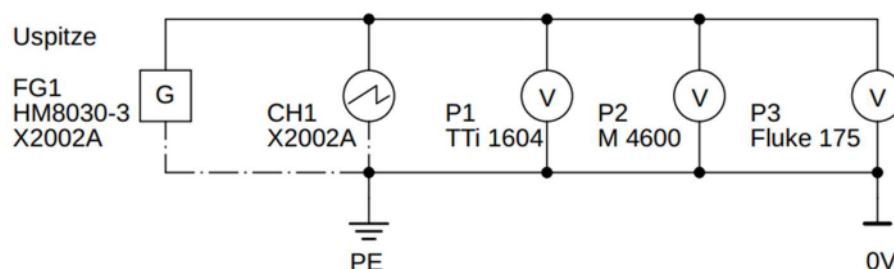 Uspitze
FG1
HM8030-3
X2002A
G
CH1
X2002A
P1
TTi 1604
V
P2
M 4600
V
P3
Fluke 175
V
PE
0V